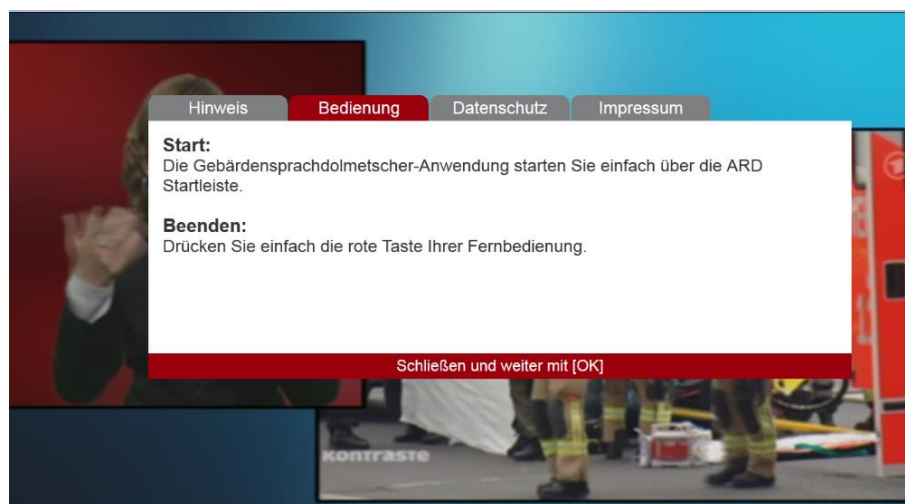 Hinweis Bedienung Datenschutz Impressum
Start:
Die Gebärdensprachdolmetscher-Anwendung starten Sie einfach über die ARD
Startleiste.
Beenden:
Drücken Sie einfach die rote Taste Ihrer Fernbedienung.
Schließen und weiter mit [OK]
KONTRASTE